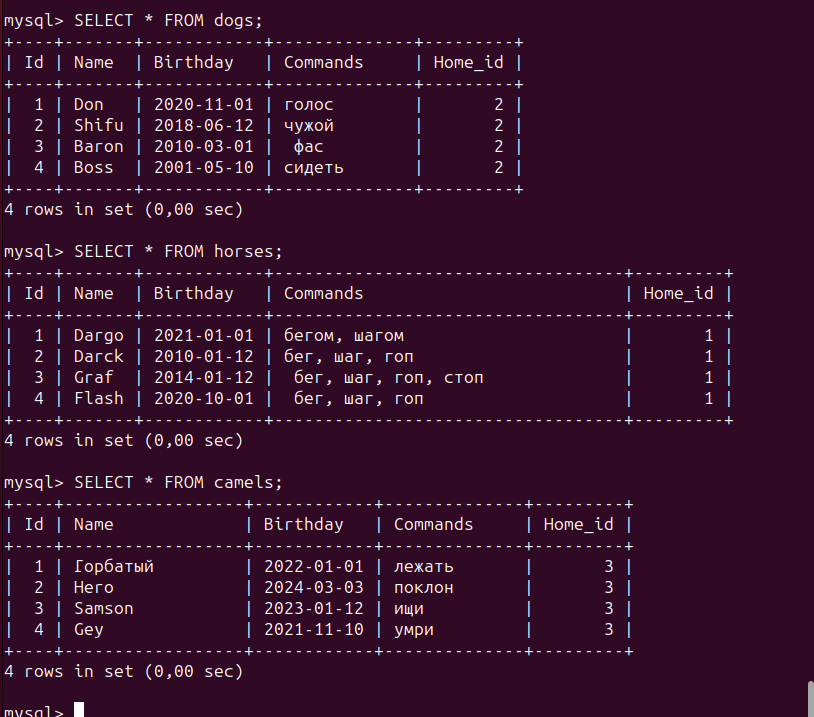 mysql> SELECT * FROM dogs;
+----+-------+------------+--------------+---------+
| Id | Name  | Birthday   | Commands     | Home_id |
+----+-------+------------+--------------+---------+
|  1 | Don   | 2020-11-01 | голос        |       2 |
|  2 | Shifu | 2018-06-12 | чужой        |       2 |
|  3 | Baron | 2010-03-01 |  фас         |       2 |
|  4 | Boss  | 2001-05-10 | сидеть       |       2 |
+----+-------+------------+--------------+---------+
4 rows in set (0,00 sec)
mysql> SELECT * FROM horses;
+----+-------+------------+-----------------------------------+---------+
| Id | Name  | Birthday   | Commands                          | Home_id |
+----+-------+------------+-----------------------------------+---------+
|  1 | Dargo | 2021-01-01 | бегом, шагом                      |       1 |
|  2 | Darck | 2010-01-12 | бег, шаг, гоп                     |       1 |
|  3 | Graf  | 2014-01-12 |  бег, шаг, гоп, стоп              |       1 |
|  4 | Flash | 2020-10-01 |  бег, шаг, гоп                    |       1 |
+----+-------+------------+-----------------------------------+---------+
4 rows in set (0,00 sec)
mysql> SELECT * FROM camels;
+----+------------------+------------+--------------+---------+
| Id | Name             | Birthday   | Commands     | Home_id |
+----+------------------+------------+--------------+---------+
|  1 | Горбатый         | 2022-01-01 | лежать       |       3 |
|  2 | Hero             | 2024-03-03 | поклон       |       3 |
|  3 | Samson           | 2023-01-12 | ищи          |       3 |
|  4 | Gey              | 2021-11-10 | умри         |       3 |
+----+------------------+------------+--------------+---------+
4 rows in set (0,00 sec)
mysql>